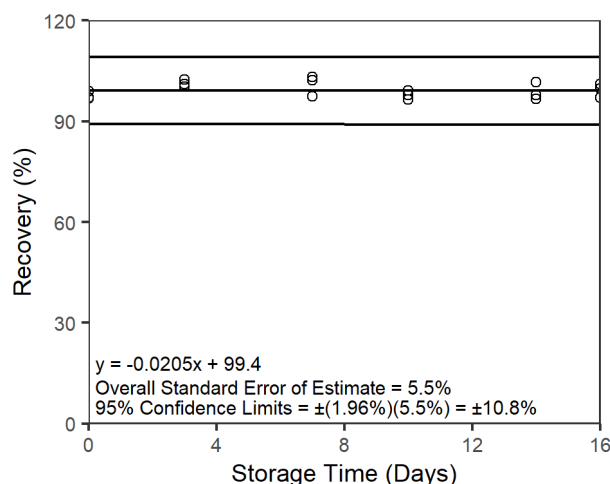 120
90
60
30
0
Recovery (%)
y = -0.0205x + 99.4
Overall Standard Error of Estimate = 5.5%
95% Confidence Limits = ±(1.96%)(5.5%) = ±10.8%
0 4 8 12 16
Storage Time (Days)